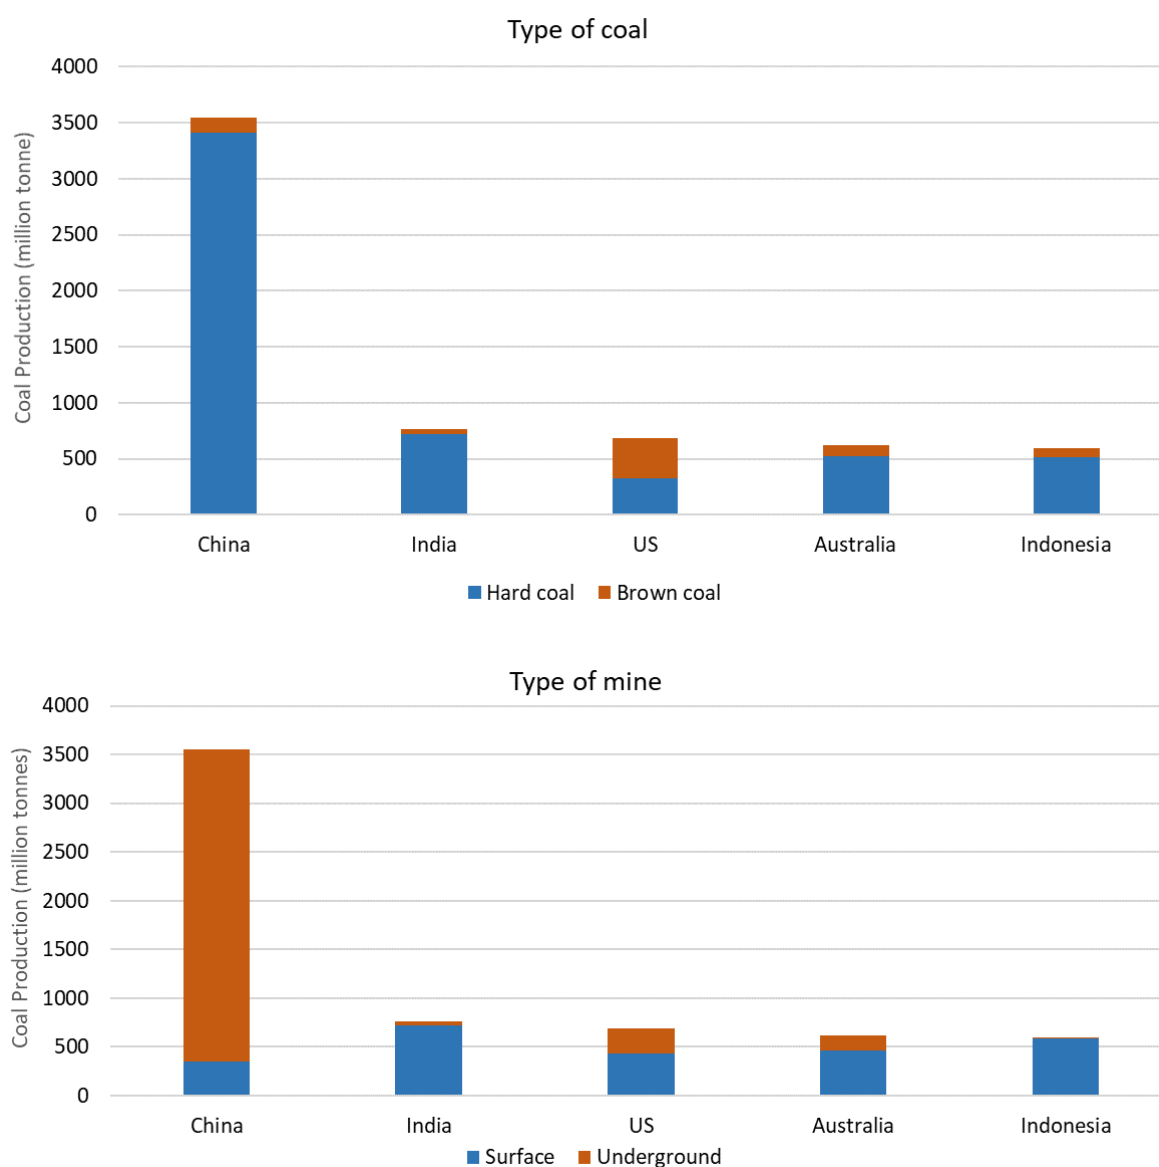 Type of coal
Coal Production (million tonne)
4000
3500
3000
2500
2000
1500
1000
500
0
China India US Australia Indonesia
Hard coal Brown coal
Type of mine
Coal Production (million tonnes)
4000
3500
3000
2500
2000
1500
1000
500
0
China India US Australia Indonesia
Surface Underground